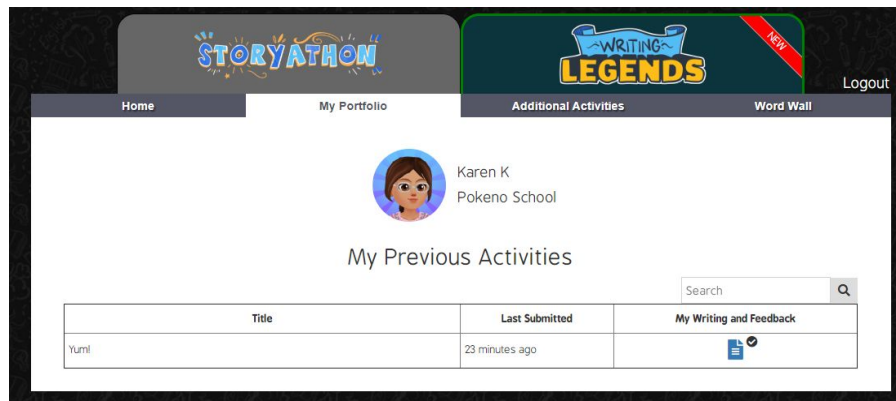 STORYATHON
WRITING
LEGENDS
NEW
Logout
Home My Portfolio Additional Activities Word Wall
Karen K
Pokeno School
My Previous Activities
Search
Title Last Submitted My Writing and Feedback
Yum! 23 minutes ago